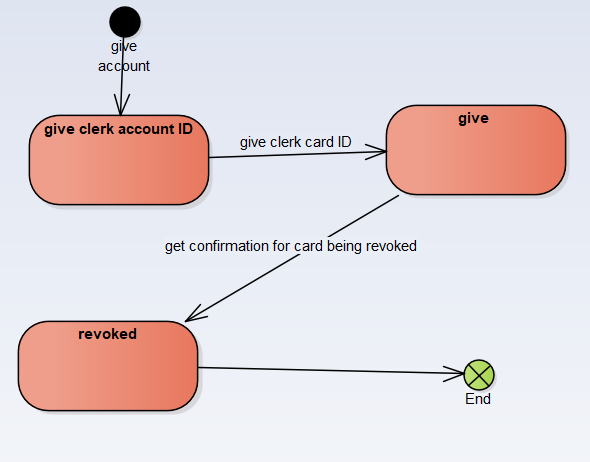 give
account
give clerk account ID
give
give clerk card ID
get confirmation for card being revoked
revoked
End